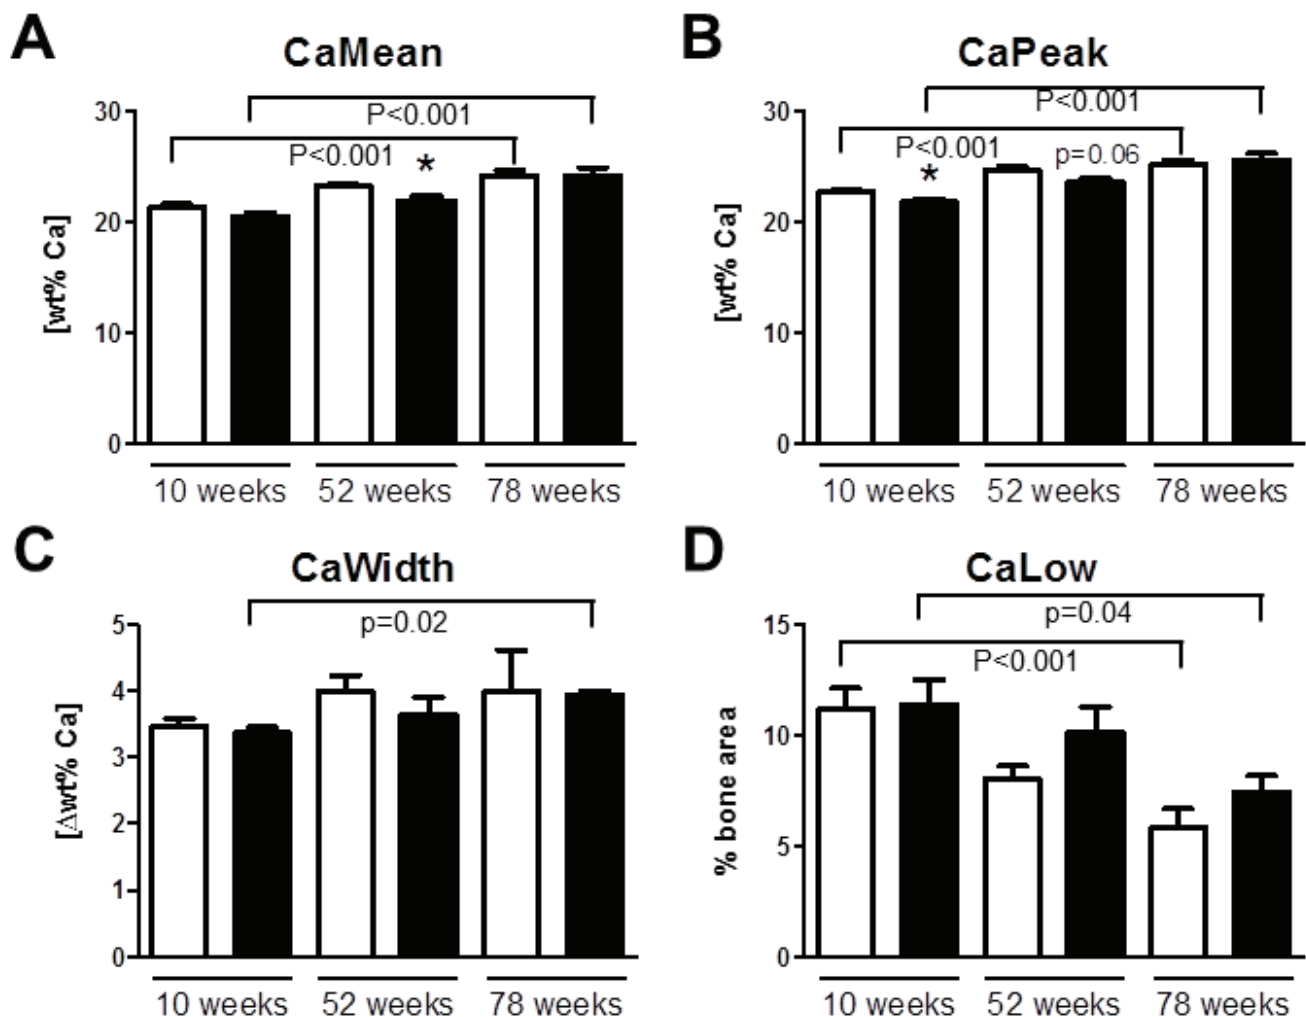 A
CaMean
P<0.001
P<0.001
*
30
20
10
0
[wt% Ca]
10 weeks
52 weeks
78 weeks
B
CaPeak
P<0.001
P<0.001
p=0.06
*
30
20
10
0
[wt% Ca]
10 weeks
52 weeks
78 weeks
C
CaWidth
p=0.02
5
4
3
2
1
0
[Δwt% Ca]
10 weeks
52 weeks
78 weeks
D
CaLow
p=0.04
P<0.001
15
10
5
0
% bone area
10 weeks
52 weeks
78 weeks